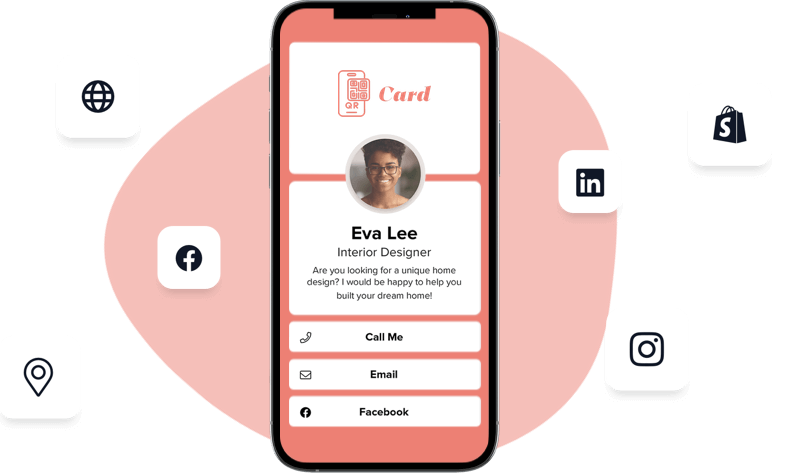 QR
Card
Eva Lee
Interior Designer
Are you looking for a unique home
design? I would be happy to help you
built your dream home!
Call Me
Email
Facebook
in